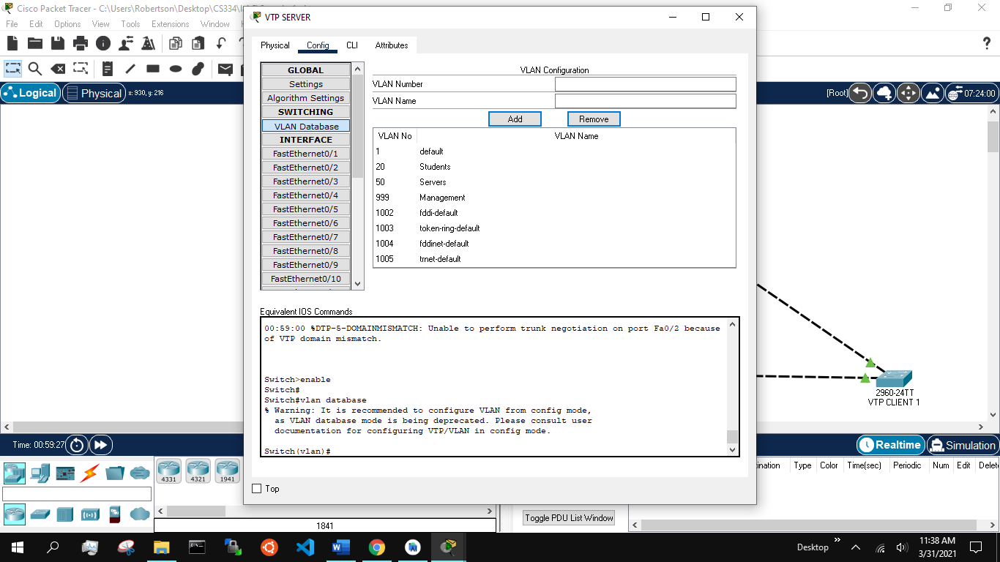 Cisco Packet Tracer - C:\Users\Robertson\Desktop\CS334\
VTP SERVER
File Edit Options View Tools Extensions Window
Physical Config CLI Attributes
Logical
Physical
x: 930, y: 216
[Root]
07:24:00
GLOBAL
Settings
Algorithm Settings
SWITCHING
VLAN Database
INTERFACE
FastEthernet0/1
FastEthernet0/2
FastEthernet0/3
FastEthernet0/4
FastEthernet0/5
FastEthernet0/6
FastEthernet0/7
FastEthernet0/8
FastEthernet0/9
FastEthernet0/10
VLAN Configuration
VLAN Number
VLAN Name
Add Remove
VLAN No VLAN Name
1 default
20 Students
50 Servers
999 Management
1002 fddi-default
1003 token-ring-default
1004 fddinet-default
1005 trnet-default
Equivalent IOS Commands
00:59:00 %DTP-5-DOMAINMISMATCH: Unable to perform trunk negotiation on port Fa0/2 because
of VTP domain mismatch.
Switch>enable
Switch#
Switch#vlan database
% Warning: It is recommended to configure VLAN from config mode,
as VLAN database mode is being deprecated. Please consult user
documentation for configuring VTP/VLAN in config mode.
Switch(vlan)#
Top
2960-24TT
VTP CLIENT 1
Time: 00:59:27
Realtime
Simulation
4331 4321 1941
1841
Toggle PDU List Window
ination Type Color Time(sec) Periodic Num Edit Delet
Desktop
11:38 AM
3/31/2021